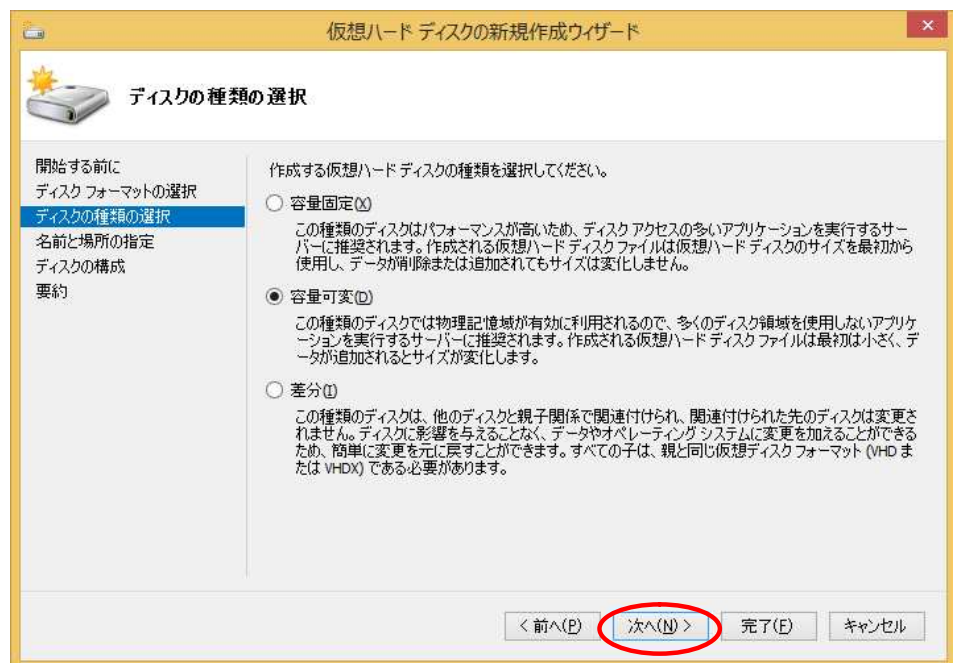 仮想ハード ディスクの新規作成ウィザード
ディスクの種類の選択
開始する前に
ディスク フォーマットの選択
ディスクの種類の選択
名前と場所の指定
ディスクの構成
要約
作成する仮想ハード ディスクの種類を選択してください。
容量固定(X)
この種類のディスクはパフォーマンスが高いため、ディスク アクセスの多いアプリケーションを実行するサー
バーに推奨されます。作成される仮想ハード ディスク ファイルは仮想ハード ディスクのサイズを最初から
使用し、データが削除または追加されてもサイズは変化しません。
容量可変(D)
この種類のディスクでは物理記憶域が有効に利用されるので、多くのディスク領域を使用しないアプリケ
ーションを実行するサーバーに推奨されます。作成される仮想ハード ディスク ファイルは最初は小さく、デ
ータが追加されるとサイズが変化します。
差分(I)
この種類のディスクは、他のディスクと親子関係で関連付けられ、関連付けられた先のディスクは変更さ
れません。ディスクに影響を与えることなく、データやオペレーティング システムに変更を加えることができる
ため、簡単に変更を元に戻すことができます。すべての子は、親と同じ仮想ディスク フォーマット (VHD ま
たは VHDX) である必要があります。
< 前へ(P)
次へ(N) >
完了(F)
キャンセル